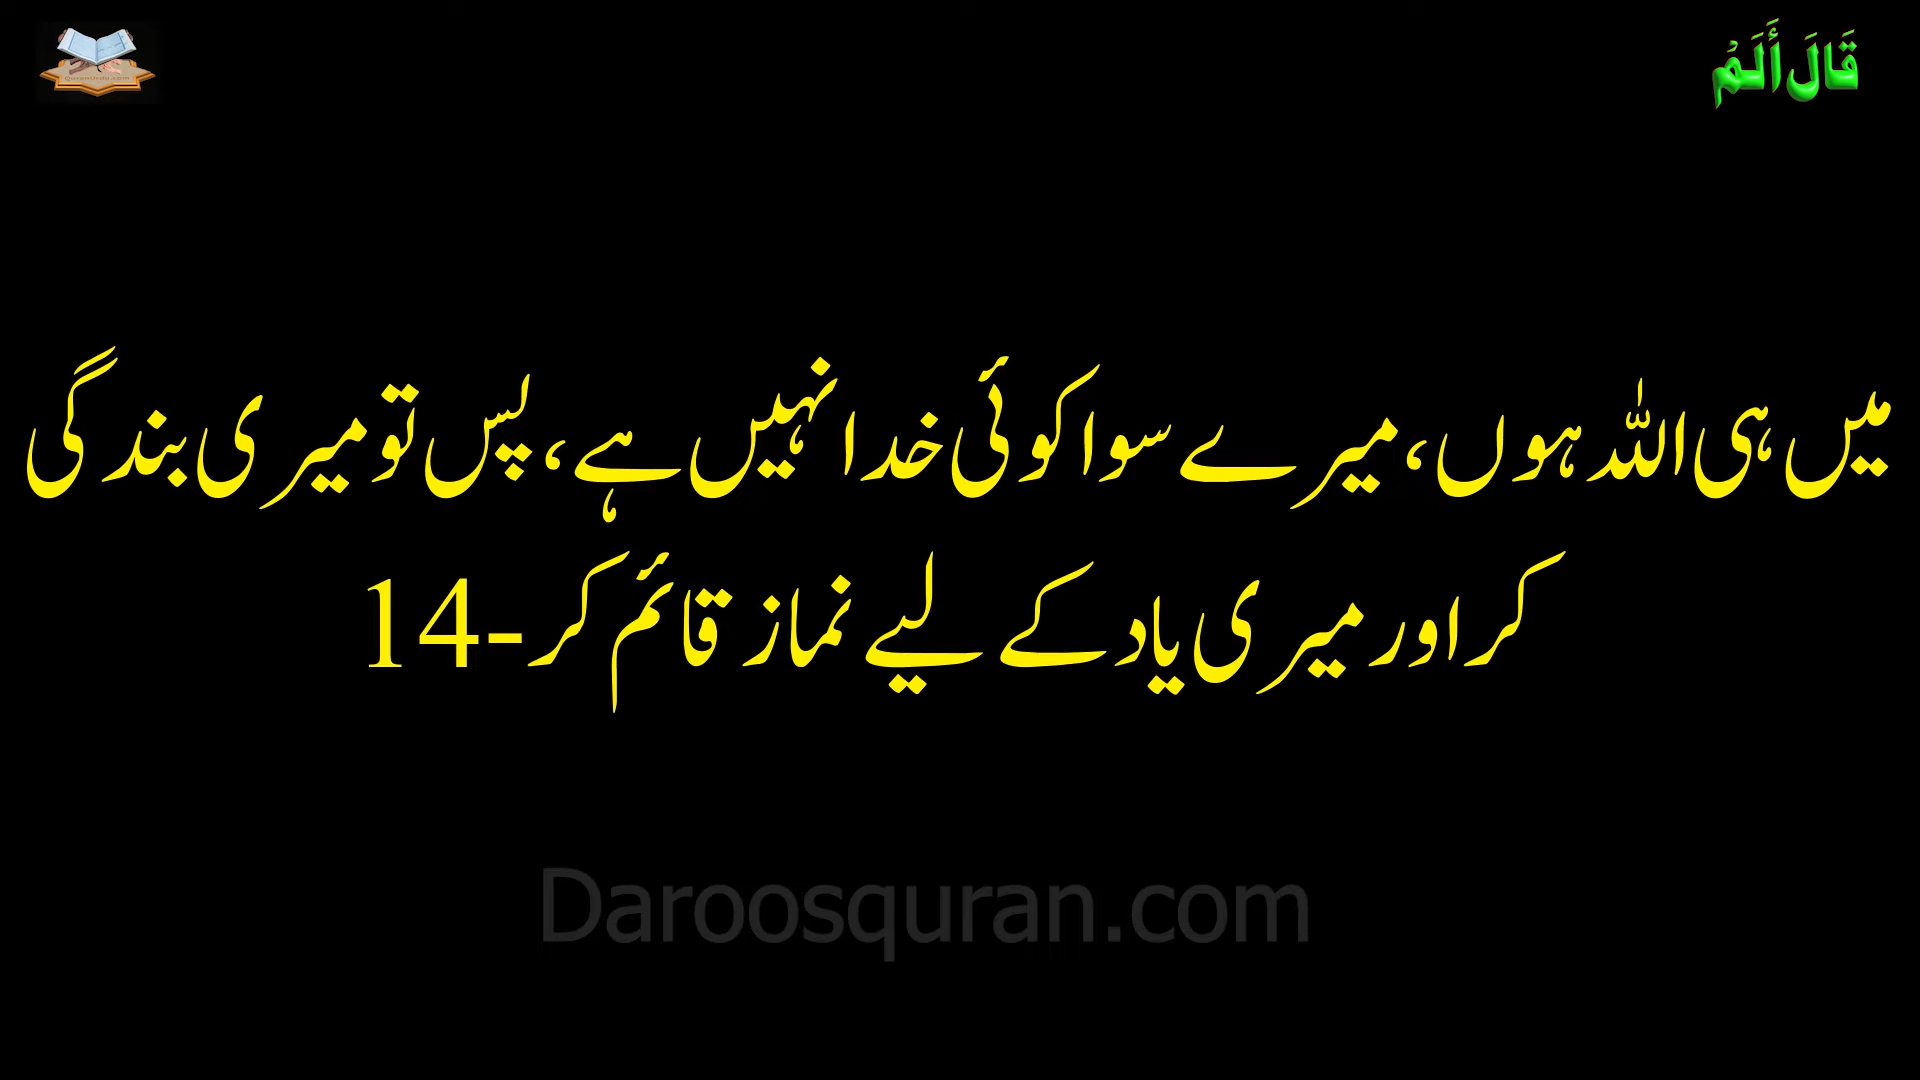 قَالَ أَلَمْ
میں ہی اللہ ہوں، میرے سوا کوئی خدا نہیں ہے، پس تو میری بندگی
کر اور میری یاد کے لیے نماز قائم کر-14
Daroosquran.com